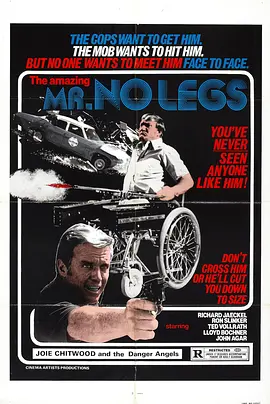 THE COPS WANT TO GET HIM.
THE MOB WANTS TO HIT HIM.
BUT NO ONE WANTS TO MEET HIM FACE TO FACE.
The amazing
MR. NO LEGS
YOU'VE
NEVER
SEEN
ANYONE
LIKE HIM!
DON'T
CROSS HIM
OR HE'LL CUT
YOU DOWN
TO SIZE
starring
RICHARD JAECKEL
RON SLINKER
TED VOLLRATH
LLOYD BOCHNER
JOHN AGAR
JOIE CHITWOOD and the Danger Angels
R RESTRICTED
CINEMA ARTISTS PRODUCTIONS